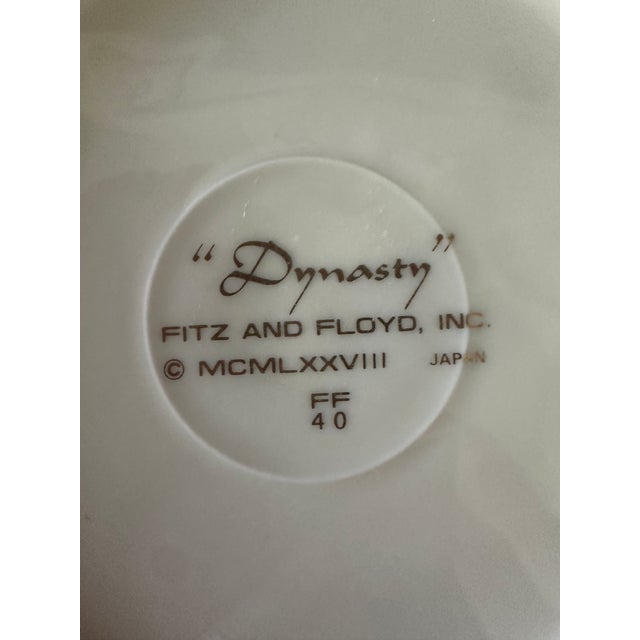 "Dynasty"
FITZ AND FLOYD, INC.
© MCMLXXVIII JAPAN
FF
40